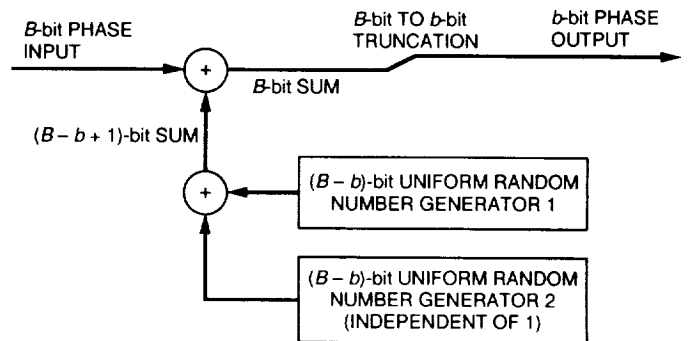 B-bit PHASE
INPUT
B-bit TO b-bit
TRUNCATION
b-bit PHASE
OUTPUT
+
B-bit SUM
(B – b + 1)-bit SUM
+
(B – b)-bit UNIFORM RANDOM
NUMBER GENERATOR 1
(B – b)-bit UNIFORM RANDOM
NUMBER GENERATOR 2
(INDEPENDENT OF 1)